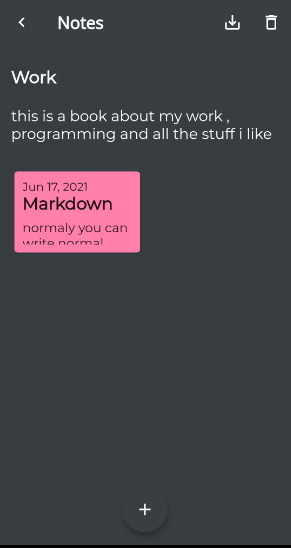 Notes
Work
this is a book about my work ,
programming and all the stuff i like
Jun 17, 2021
Markdown
normaly you can
write normal